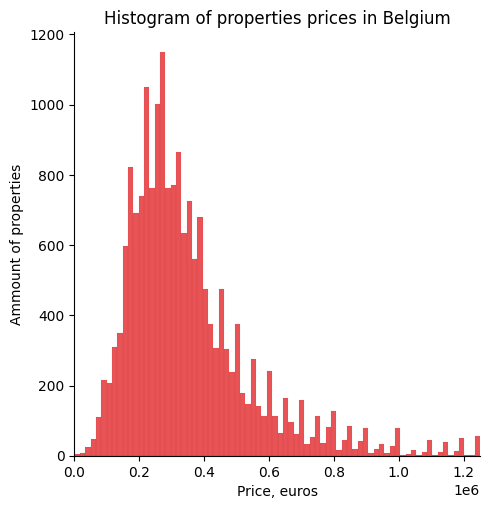 Histogram of properties prices in Belgium
1200
1000
800
600
400
200
0
Ammount of properties
0.0 0.2 0.4 0.6 0.8 1.0 1.2
1e6
Price, euros